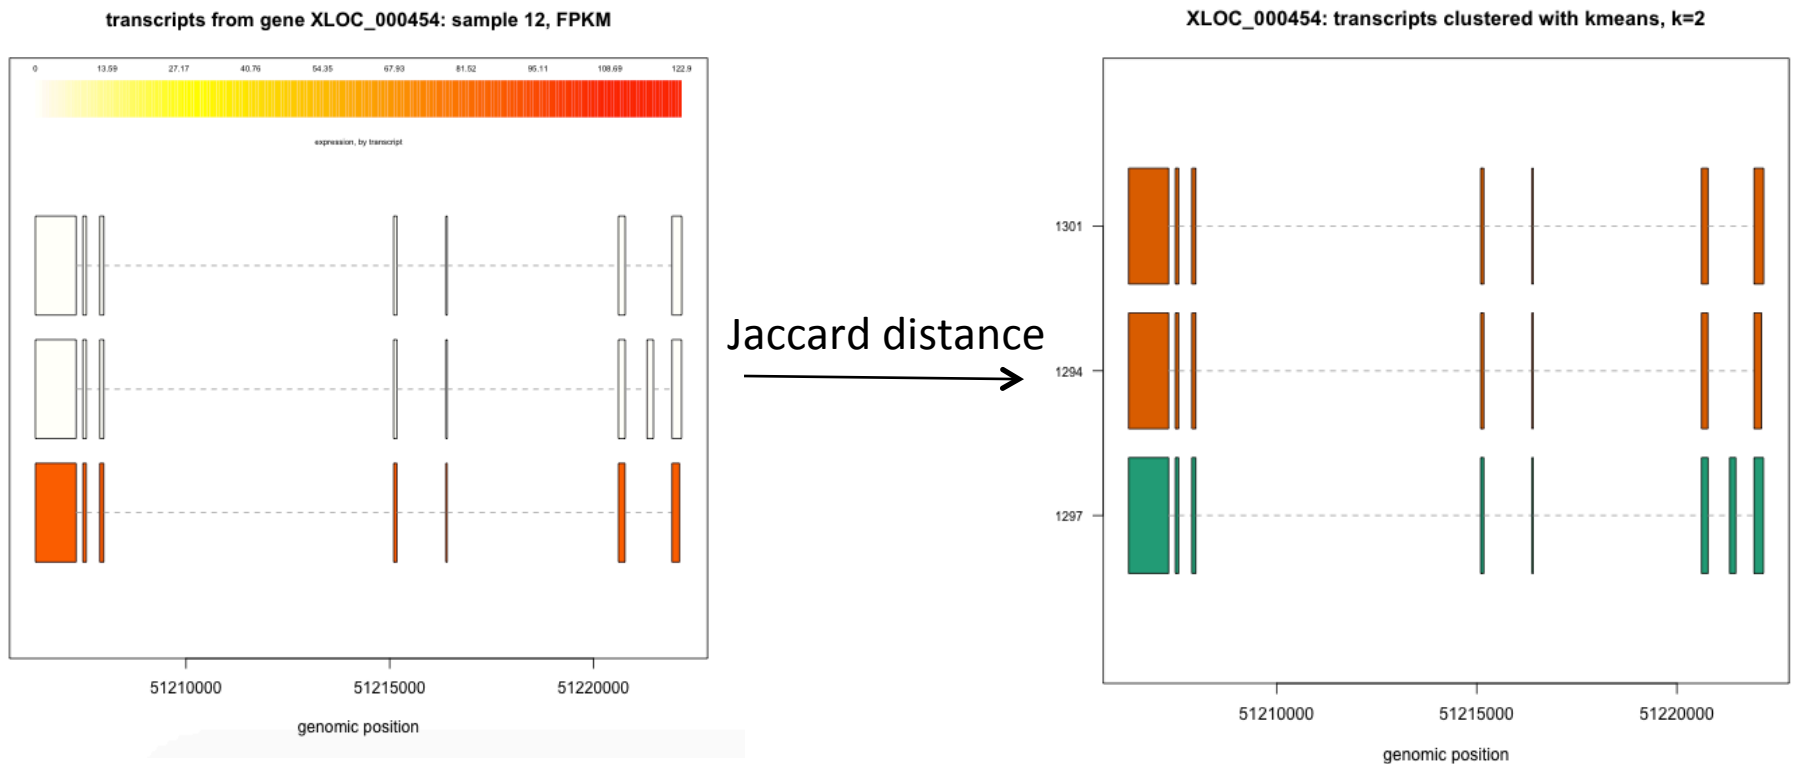 transcripts from gene XLOC_000454: sample 12, FPKM
0 13.59 27.17 40.76 54.35 67.93 81.52 95.11 108.69 122.9
expression, by transcript
51210000 51215000 51220000
genomic position
Jaccard distance
XLOC_000454: transcripts clustered with kmeans, k=2
1301
1294
1297
51210000 51215000 51220000
genomic position